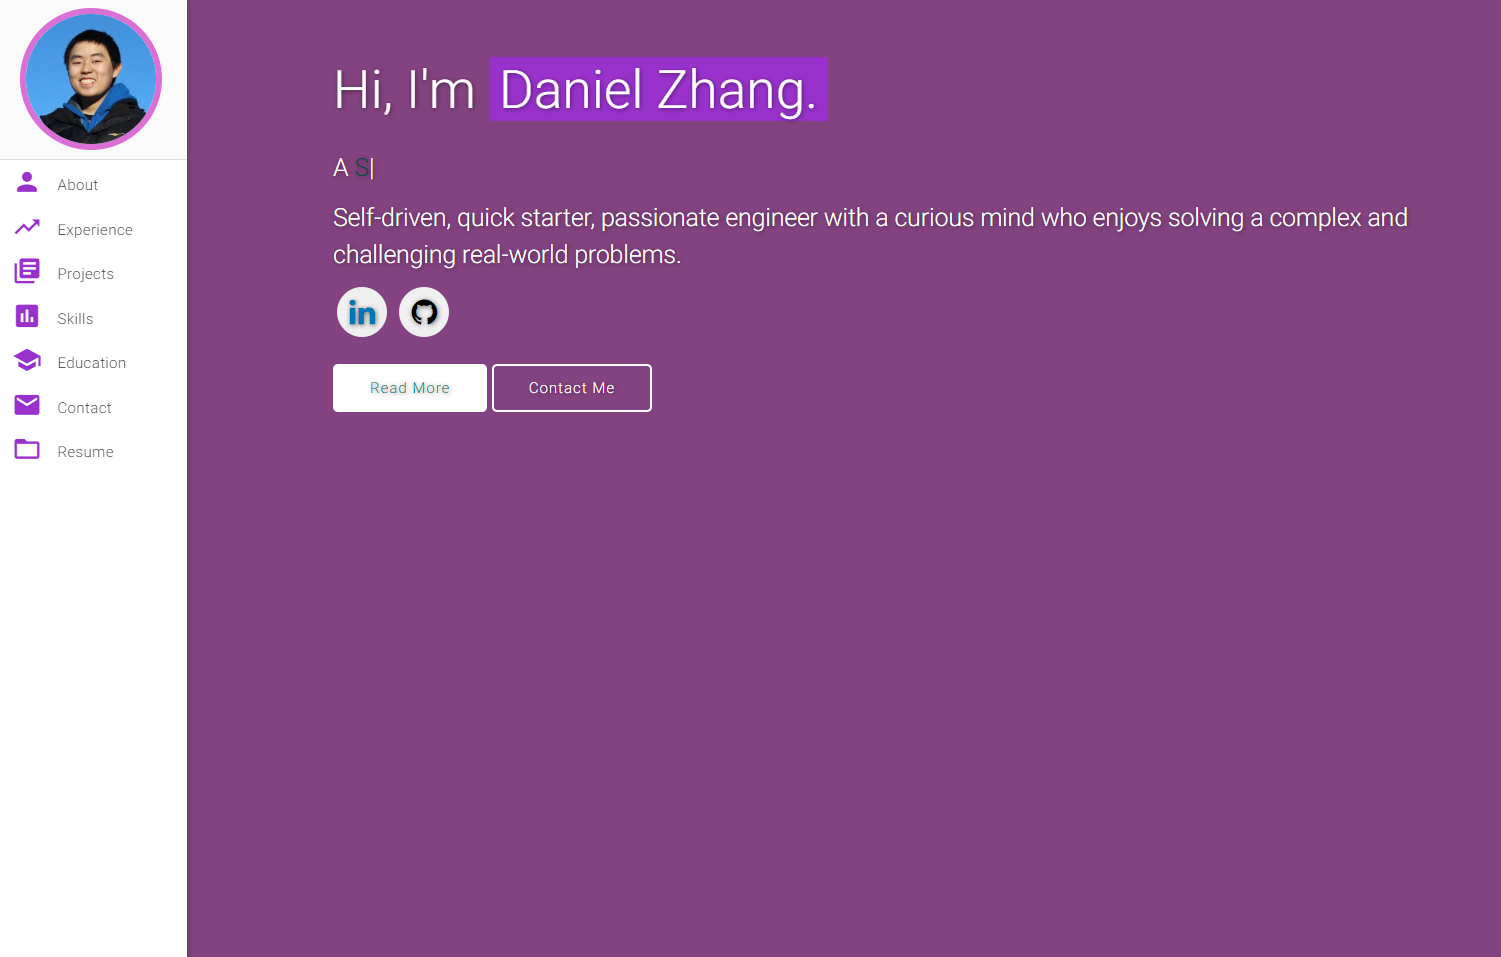 About
Experience
Projects
Skills
Education
Contact
Resume
Hi, I'm Daniel Zhang.
A S|
Self-driven, quick starter, passionate engineer with a curious mind who enjoys solving a complex and
challenging real-world problems.
in
Read More
Contact Me